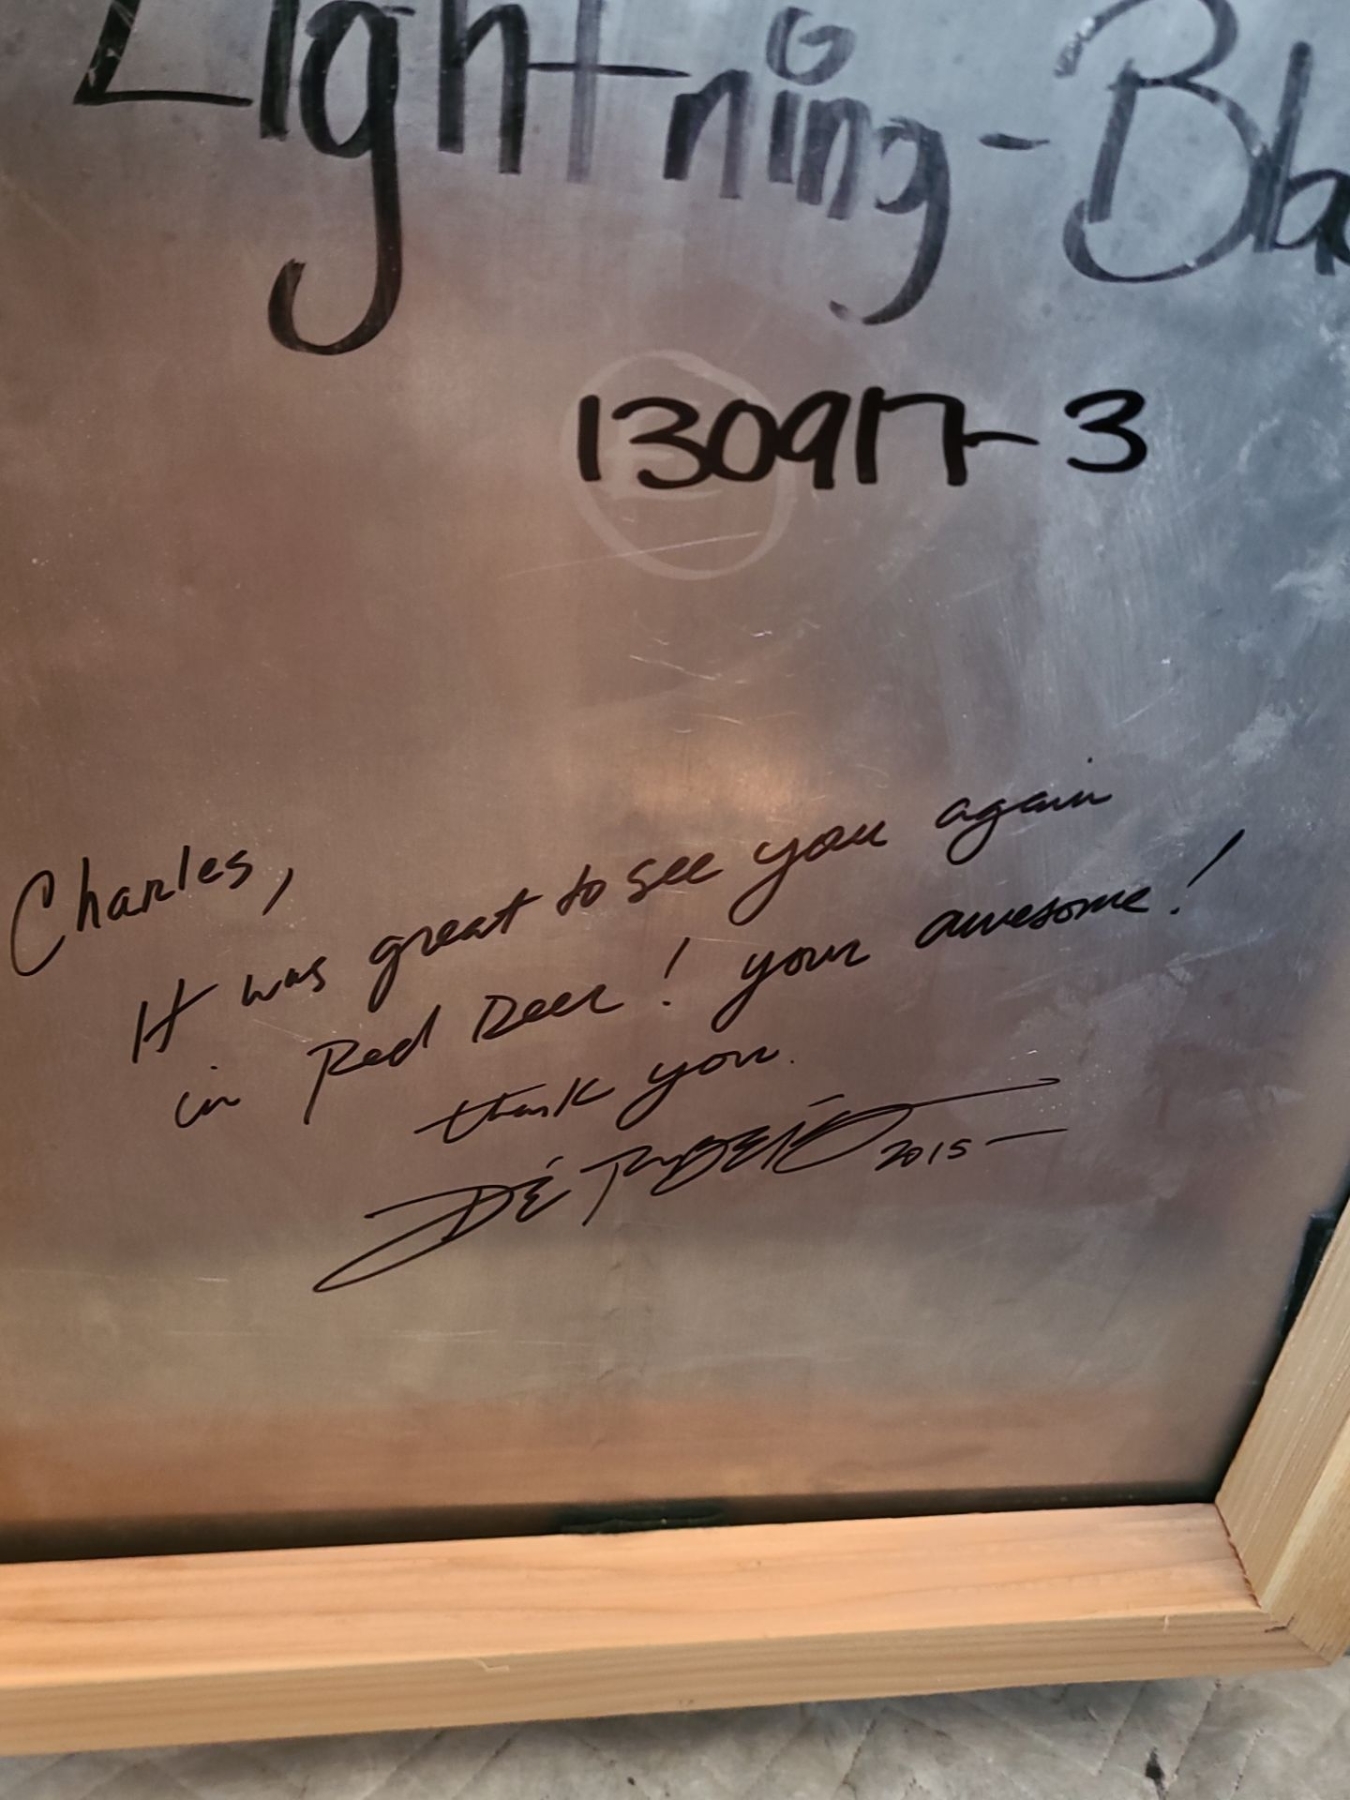 Lightning-Bla
130917-3
Charles,
It was great to see you again
in Red Deer! your awesome!
thank you.
2015